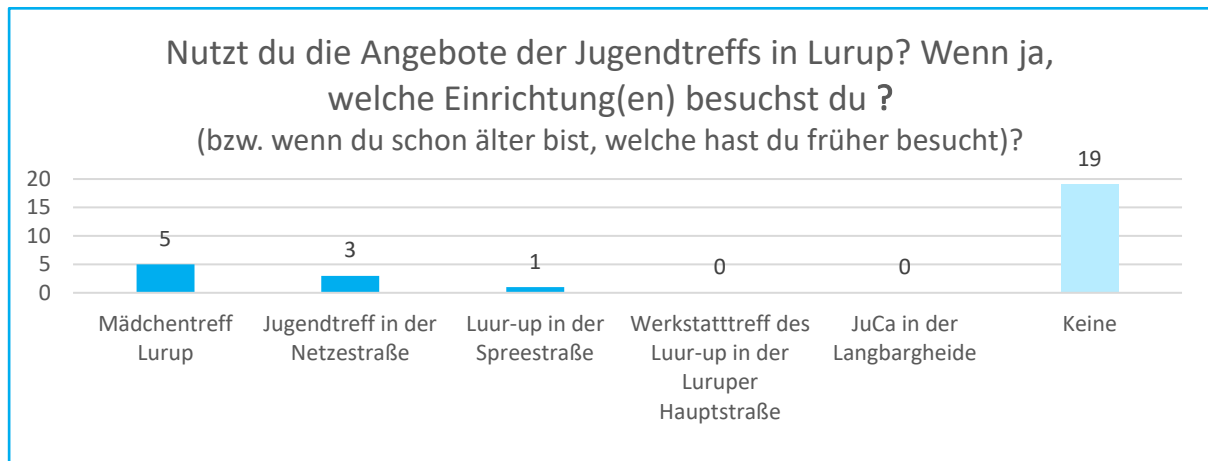 Nutzt du die Angebote der Jugendtreffs in Lurup? Wenn ja,
welche Einrichtung(en) besuchst du ?
(bzw. wenn du schon älter bist, welche hast du früher besucht)?
20
15
10
5
0
5
3
1
0
0
19
Mädchentreff
Lurup
Jugendtreff in der
Netzestraße
Luur-up in der
Spreestraße
Werkstatttreff des
Luur-up in der
Luruper
Hauptstraße
JuCa in der
Langbargheide
Keine